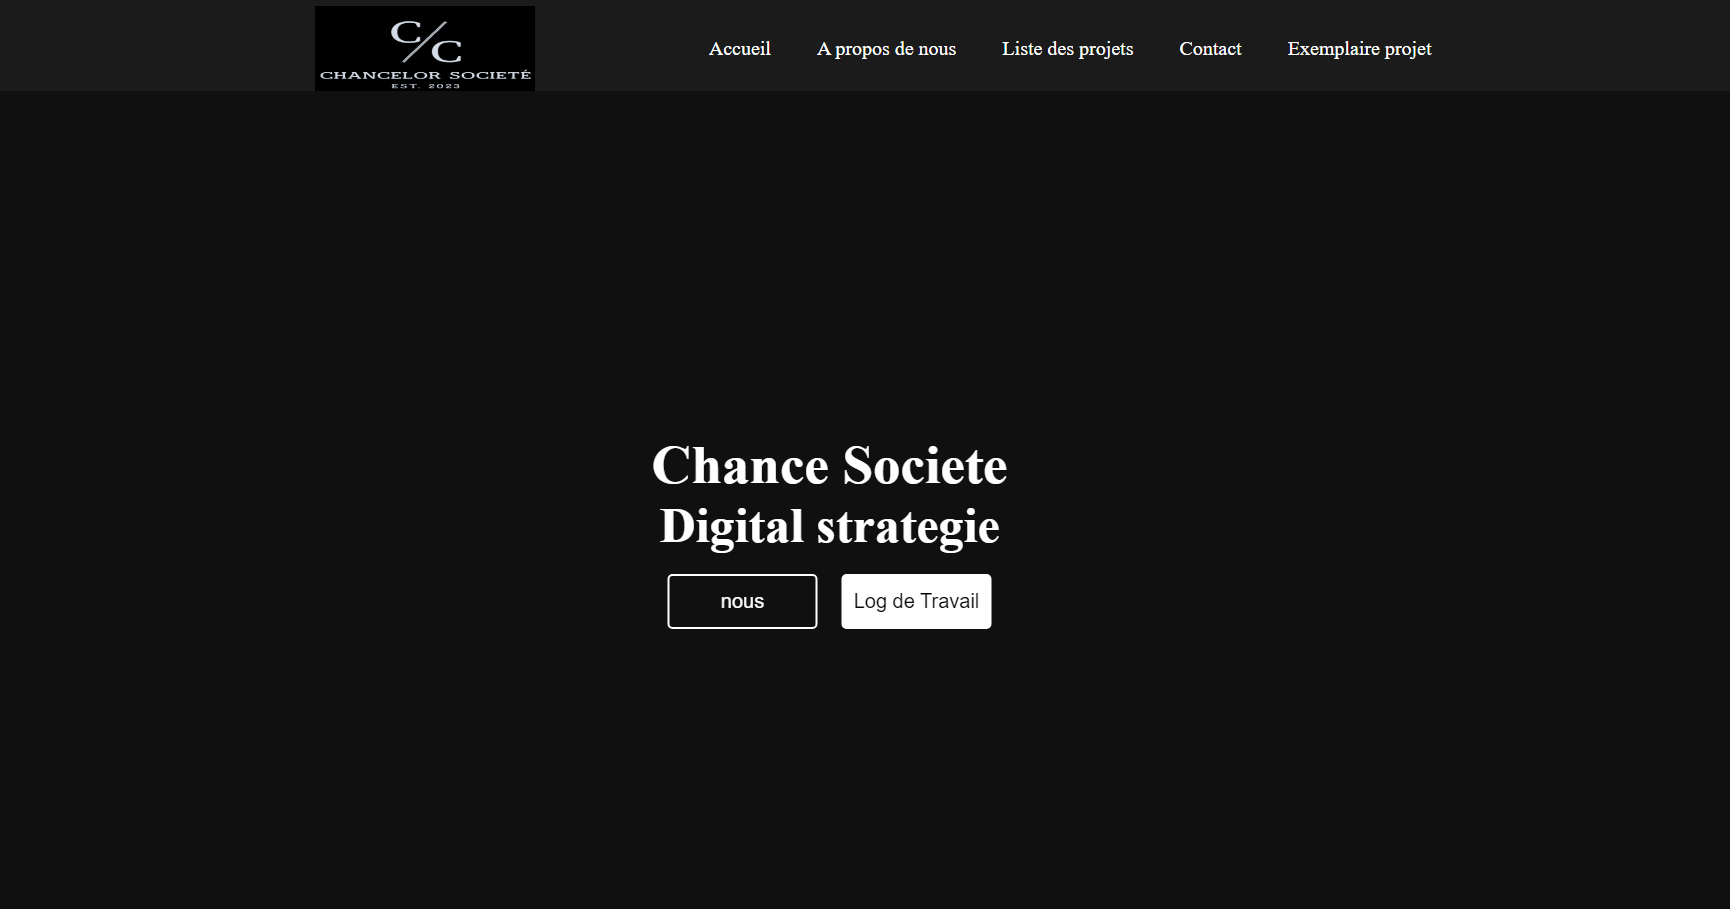 C/C
CHANCELOR SOCIETÉ
EST. 2023
Accueil
A propos de nous
Liste des projets
Contact
Exemplaire projet
Chance Societe
Digital strategie
nous
Log de Travail